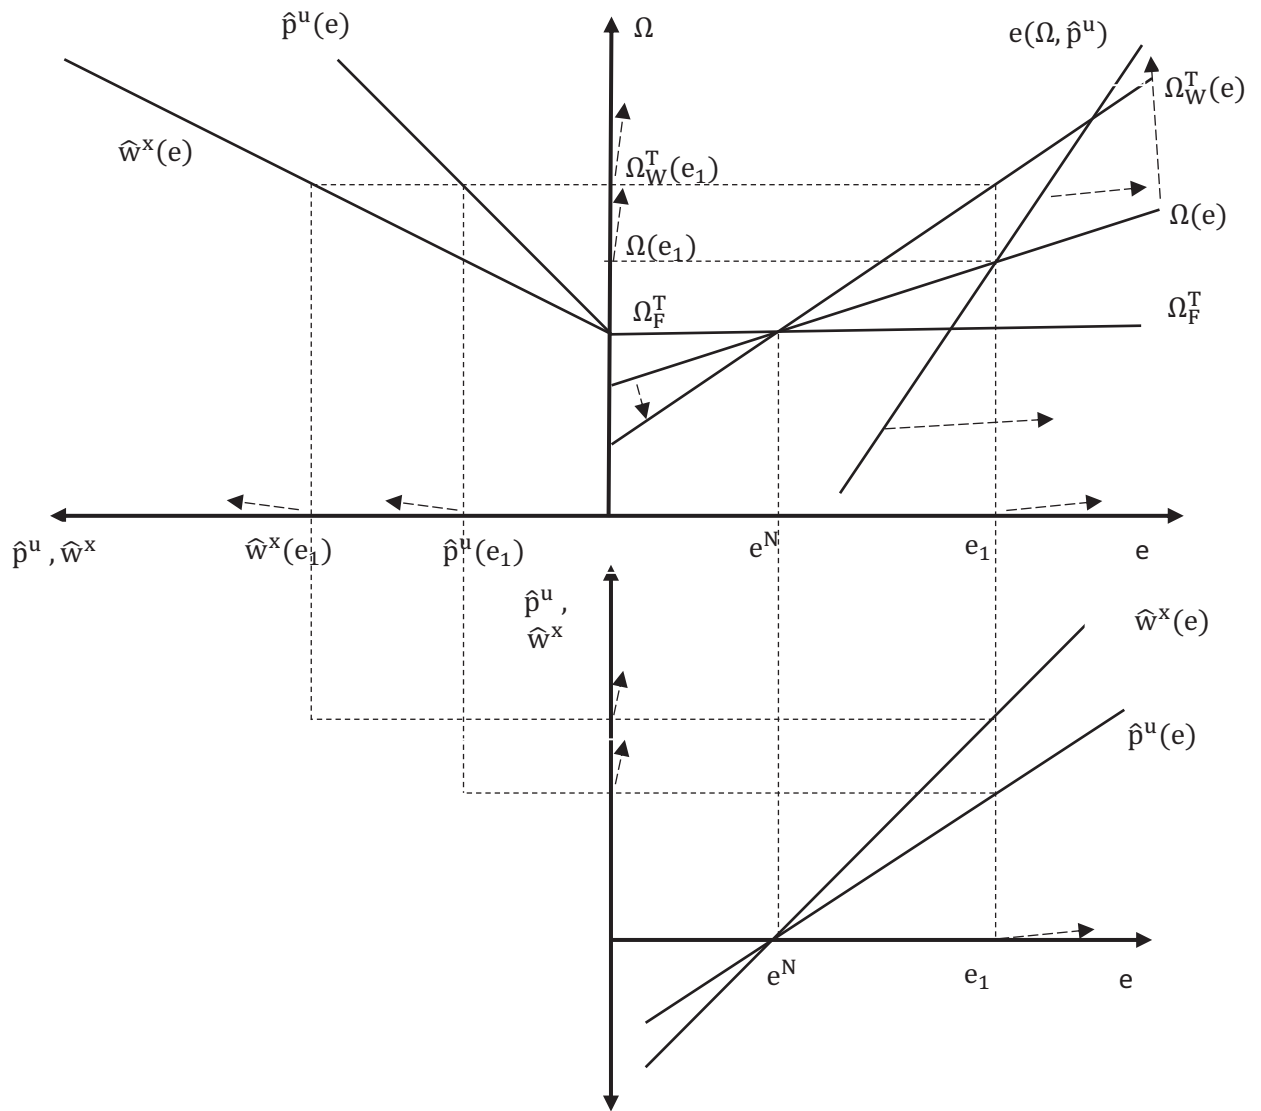 p̂ᵘ(e)
Ω
e(Ω, p̂ᵘ)
Ω_W^T(e)
ŵˣ(e)
Ω_W^T(e₁)
Ω(e)
Ω(e₁)
Ω_F^T
Ω_F^T
p̂ᵘ , ŵˣ
ŵˣ(e₁)
p̂ᵘ(e₁)
e^N
e₁
e
p̂ᵘ ,
ŵˣ
ŵˣ(e)
p̂ᵘ(e)
e^N
e₁
e